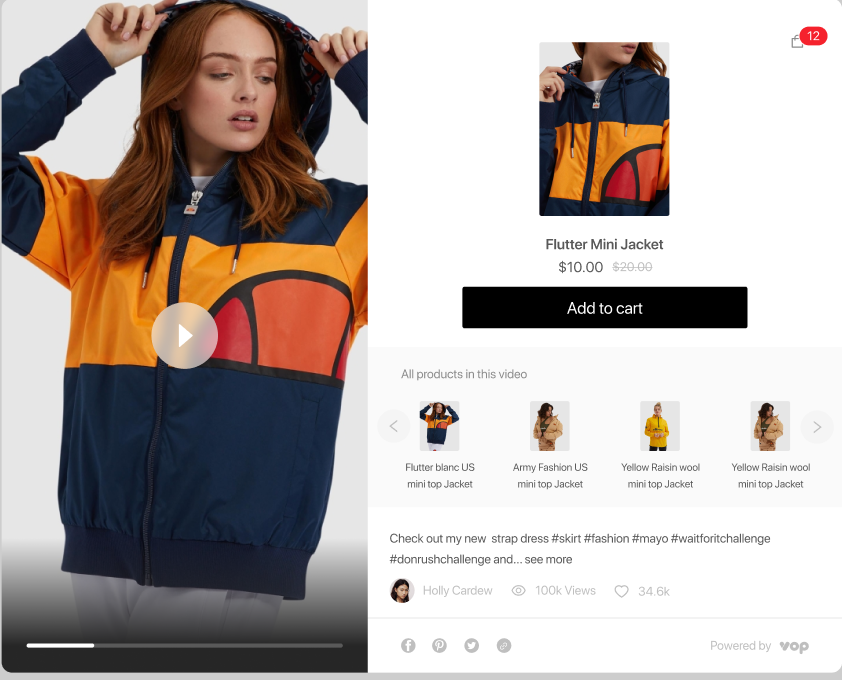 12
Flutter Mini Jacket
$10.00 $20.00
Add to cart
All products in this video
Flutter blanc US
mini top Jacket
Army Fashion US
mini top Jacket
Yellow Raisin wool
mini top Jacket
Yellow Raisin wool
mini top Jacket
Check out my new strap dress #skirt #fashion #mayo #waitforitchallenge
#donrushchallenge and... see more
Holly Cardew 100k Views 34.6k
Powered by vop